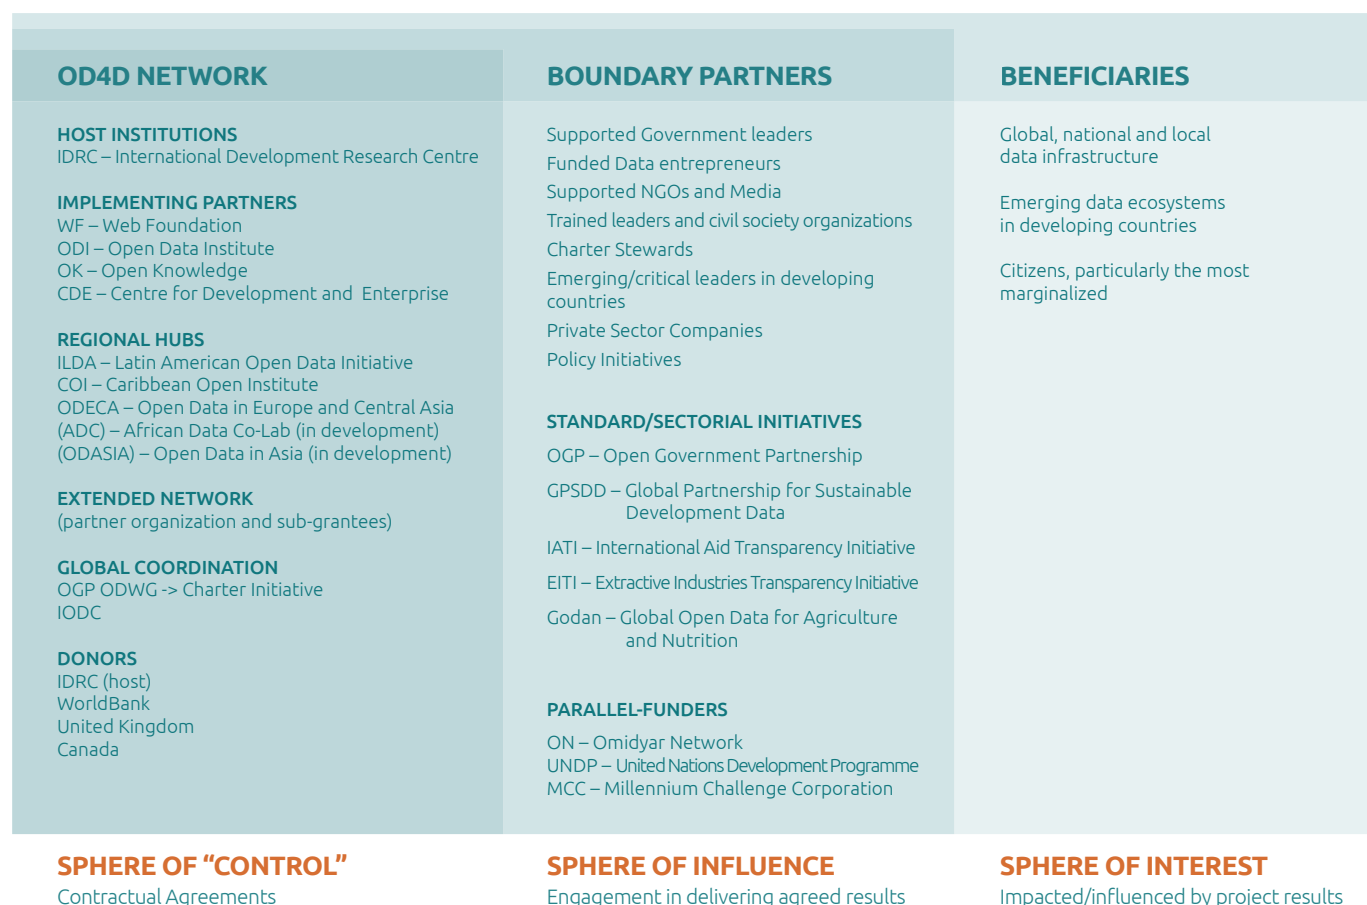 OD4D NETWORK
HOST INSTITUTIONS
IDRC – International Development Research Centre
IMPLEMENTING PARTNERS
WF – Web Foundation
ODI – Open Data Institute
OK – Open Knowledge
CDE – Centre for Development and Enterprise
REGIONAL HUBS
ILDA – Latin American Open Data Initiative
COI – Caribbean Open Institute
ODECA – Open Data in Europe and Central Asia
(ADC) – African Data Co-Lab (in development)
(ODASIA) – Open Data in Asia (in development)
EXTENDED NETWORK
(partner organization and sub-grantees)
GLOBAL COORDINATION
OGP ODWG -> Charter Initiative
IODC
DONORS
IDRC (host)
WorldBank
United Kingdom
Canada
SPHERE OF “CONTROL”
Contractual Agreements
BOUNDARY PARTNERS
Supported Government leaders
Funded Data entrepreneurs
Supported NGOs and Media
Trained leaders and civil society organizations
Charter Stewards
Emerging/critical leaders in developing
countries
Private Sector Companies
Policy Initiatives
STANDARD/SECTORIAL INITIATIVES
OGP – Open Government Partnership
GPSDD – Global Partnership for Sustainable
Development Data
IATI – International Aid Transparency Initiative
EITI – Extractive Industries Transparency Initiative
Godan – Global Open Data for Agriculture
and Nutrition
PARALLEL-FUNDERS
ON – Omidyar Network
UNDP – United Nations Development Programme
MCC – Millennium Challenge Corporation
SPHERE OF INFLUENCE
Engagement in delivering agreed results
BENEFICIARIES
Global, national and local
data infrastructure
Emerging data ecosystems
in developing countries
Citizens, particularly the most
marginalized
SPHERE OF INTEREST
Impacted/influenced by project results